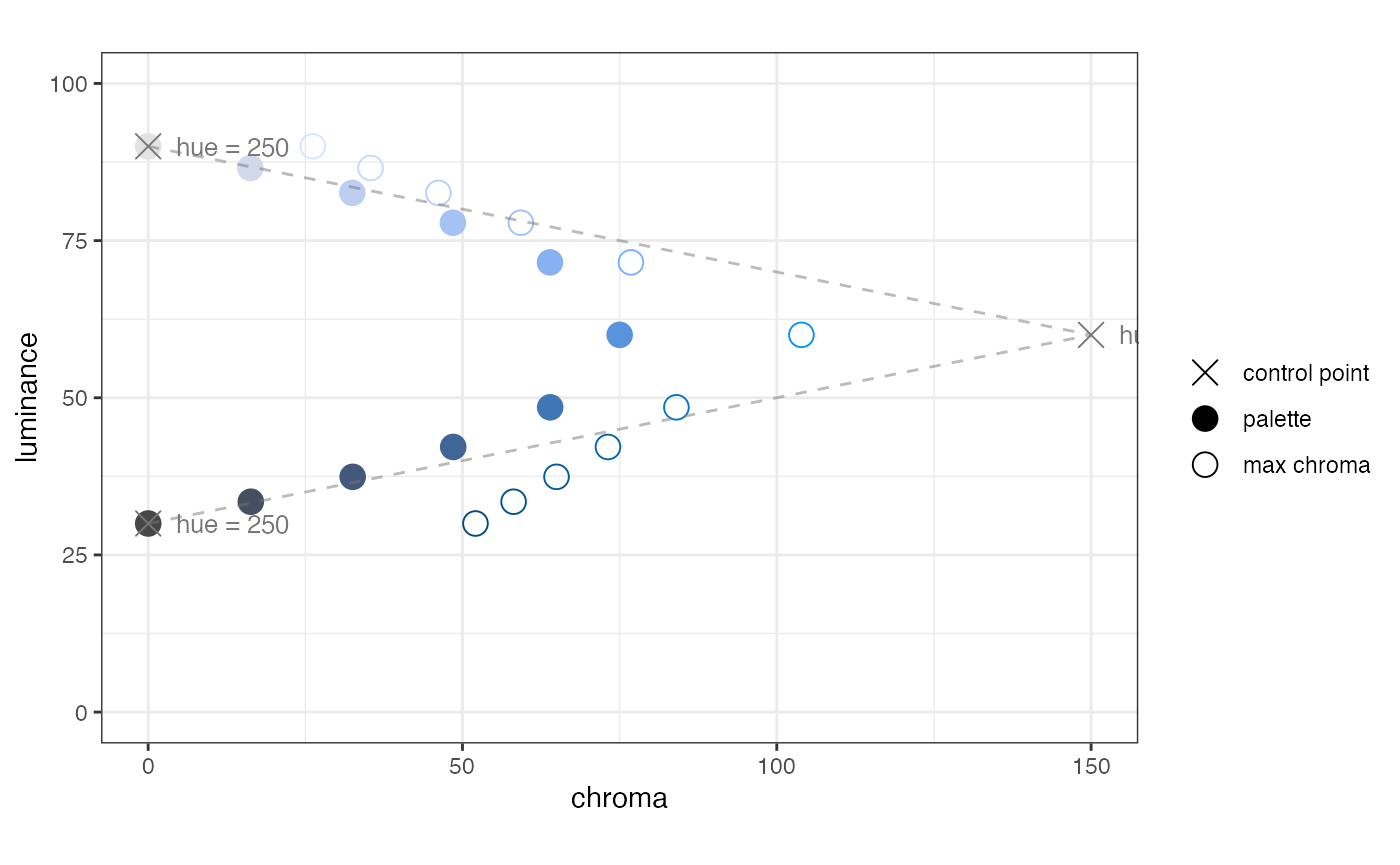 100
hue = 250
75
control point
luminance
50
palette
max chroma
hue = 250
25
0
0
50
100
150
chroma